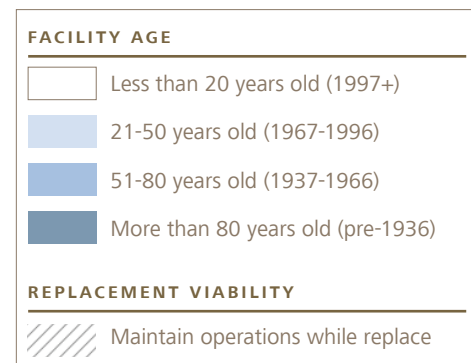 FACILITY AGE
Less than 20 years old (1997+)
21-50 years old (1967-1996)
51-80 years old (1937-1966)
More than 80 years old (pre-1936)
REPLACEMENT VIABILITY
Maintain operations while replace